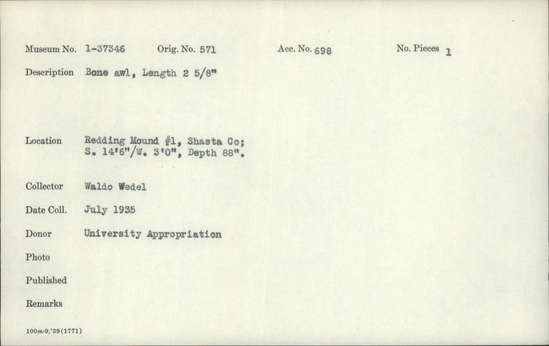 Museum No. 1-37346 Orig. No. 571 Acc. No. 698 No. Pieces 1
Description Bone awl, Length 2 5/8"
Location Redding Mound #1, Shasta Co;
S. 14'6"/W. 3'0", Depth 88".
Collector Waldo Wedel
Date Coll. July 1935
Donor University Appropriation
Photo
Published
Remarks
100m-9,'39(1771)